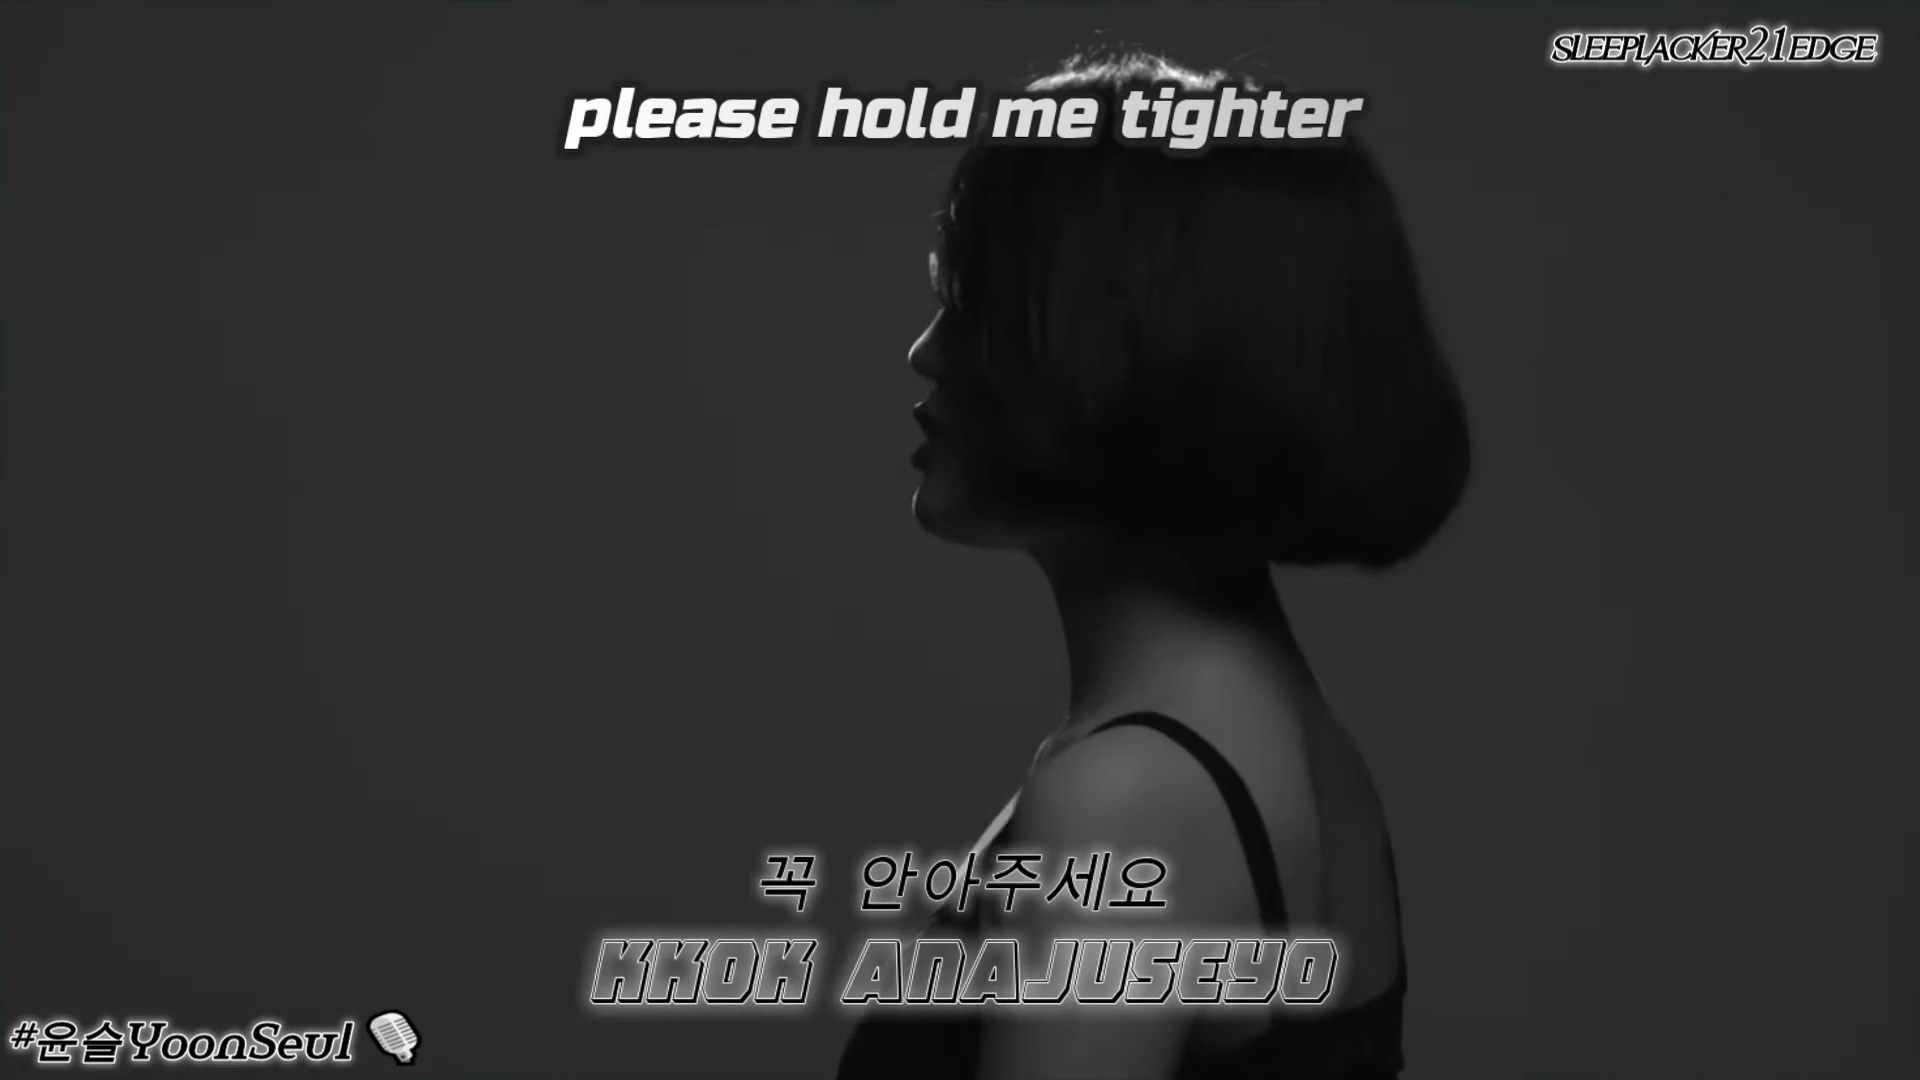 SLEEPLACKER21EDGE
please hold me tighter
꼭 안아주세요
KKOK ANAJUSEYO
#윤슬YoonSeul